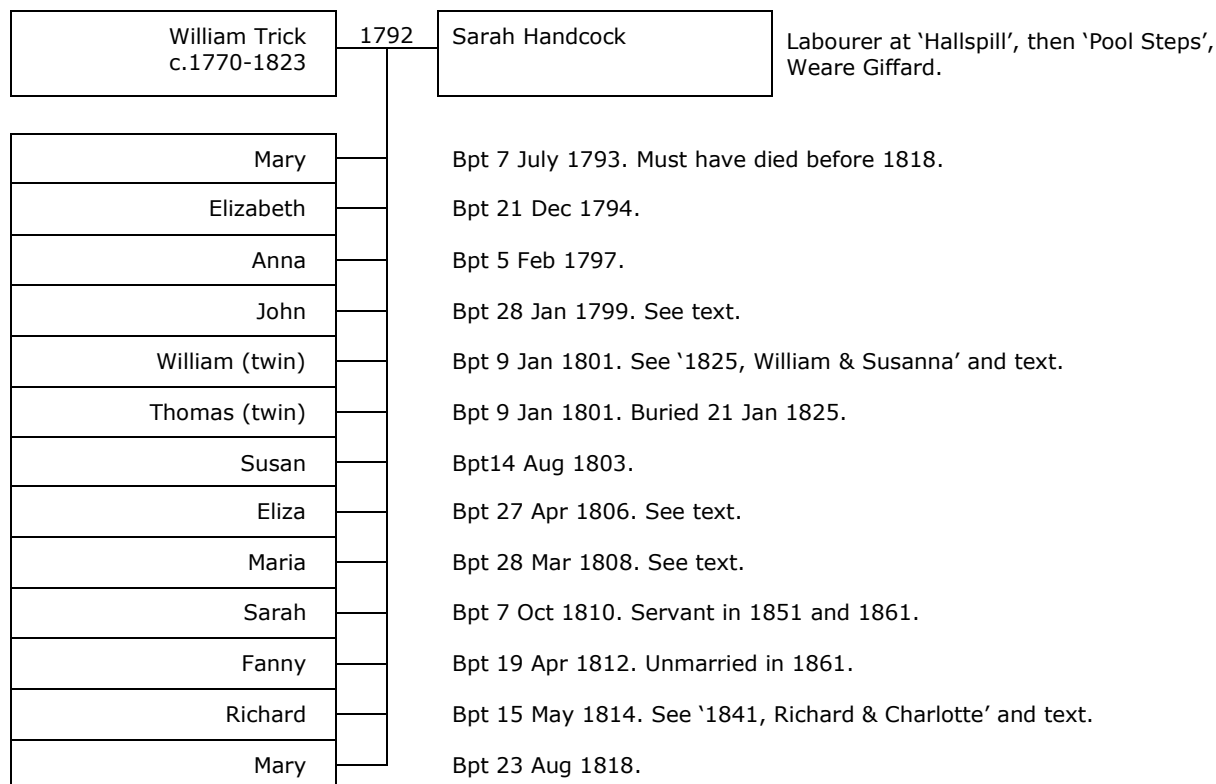 William Trick
c.1770-1823
1792
Sarah Handcock
Labourer at ‘Hallspill’, then ‘Pool Steps’,
Weare Giffard.
Mary
Bpt 7 July 1793. Must have died before 1818.
Elizabeth
Bpt 21 Dec 1794.
Anna
Bpt 5 Feb 1797.
John
Bpt 28 Jan 1799. See text.
William (twin)
Bpt 9 Jan 1801. See ‘1825, William & Susanna’ and text.
Thomas (twin)
Bpt 9 Jan 1801. Buried 21 Jan 1825.
Susan
Bpt14 Aug 1803.
Eliza
Bpt 27 Apr 1806. See text.
Maria
Bpt 28 Mar 1808. See text.
Sarah
Bpt 7 Oct 1810. Servant in 1851 and 1861.
Fanny
Bpt 19 Apr 1812. Unmarried in 1861.
Richard
Bpt 15 May 1814. See ‘1841, Richard & Charlotte’ and text.
Mary
Bpt 23 Aug 1818.